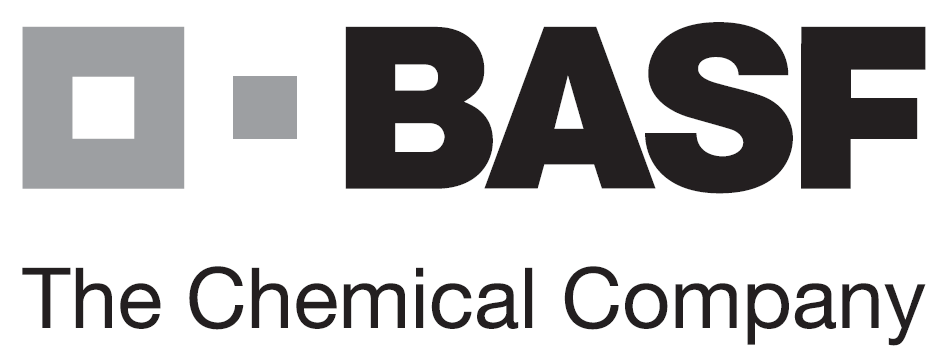 BASF
The Chemical Company